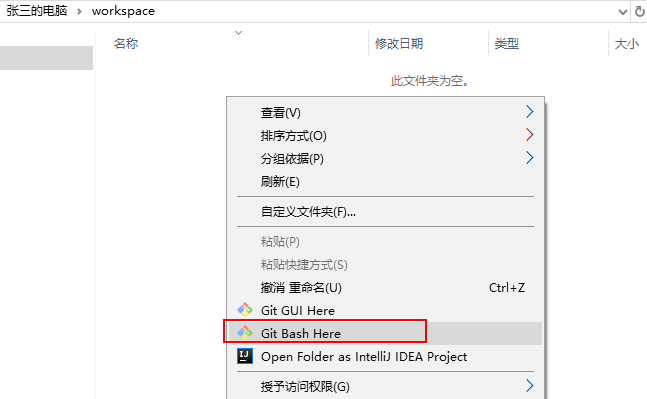 张三的电脑 > workspace
名称 修改日期 类型 大小
此文件夹为空。
查看(V)
排序方式(O)
分组依据(P)
刷新(E)
自定义文件夹(F)...
粘贴(P)
粘贴快捷方式(S)
撤消 重命名(U) Ctrl+Z
Git GUI Here
Git Bash Here
IJ Open Folder as IntelliJ IDEA Project
授予访问权限(G)